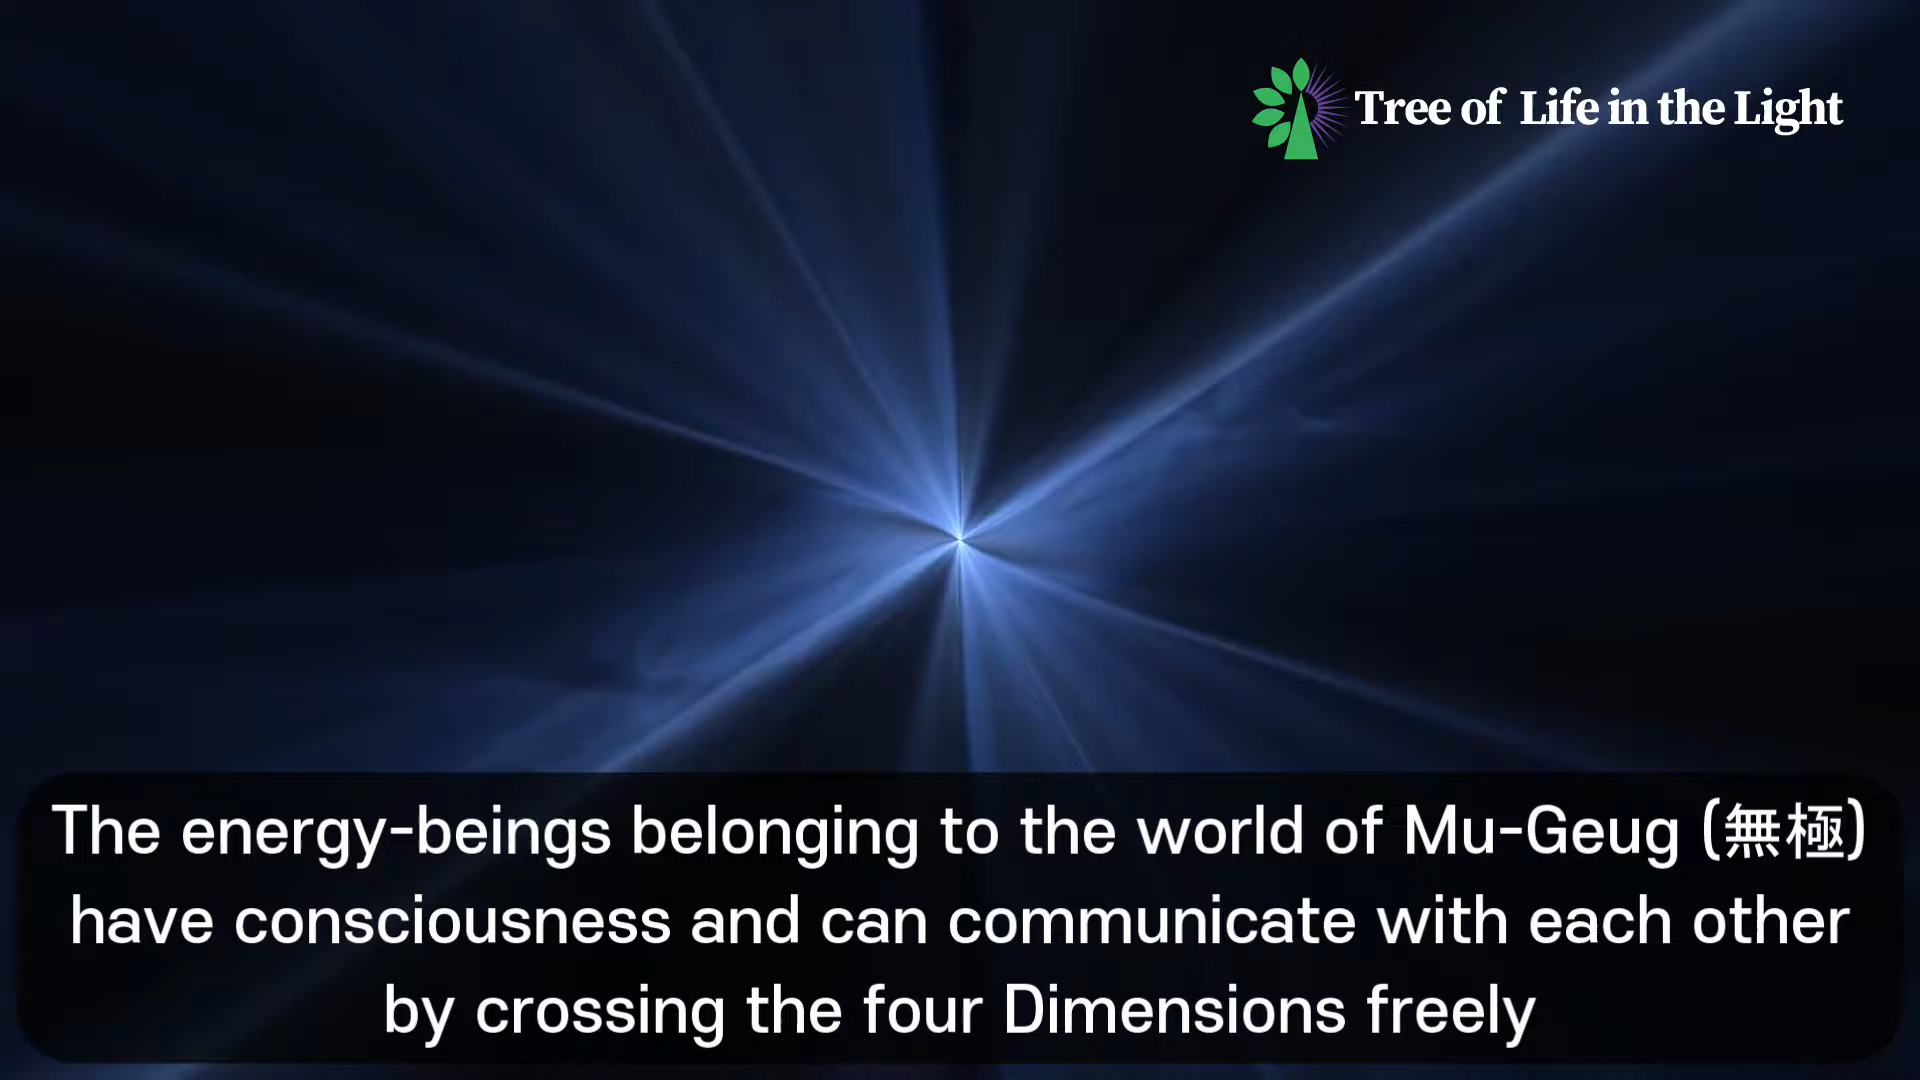 Tree of Life in the Light
The energy-beings belonging to the world of Mu-Geug (無極)
have consciousness and can communicate with each other
by crossing the four Dimensions freely